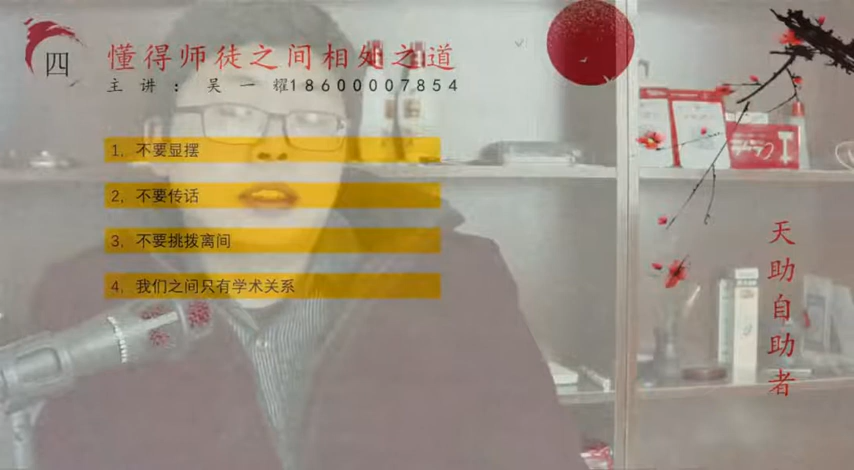 四
懂得师徒之间相处之道
主讲：吴一耀18600007854
1，不要显摆
2，不要传话
3，不要挑拨离间
4，我们之间只有学术关系
天助自助者